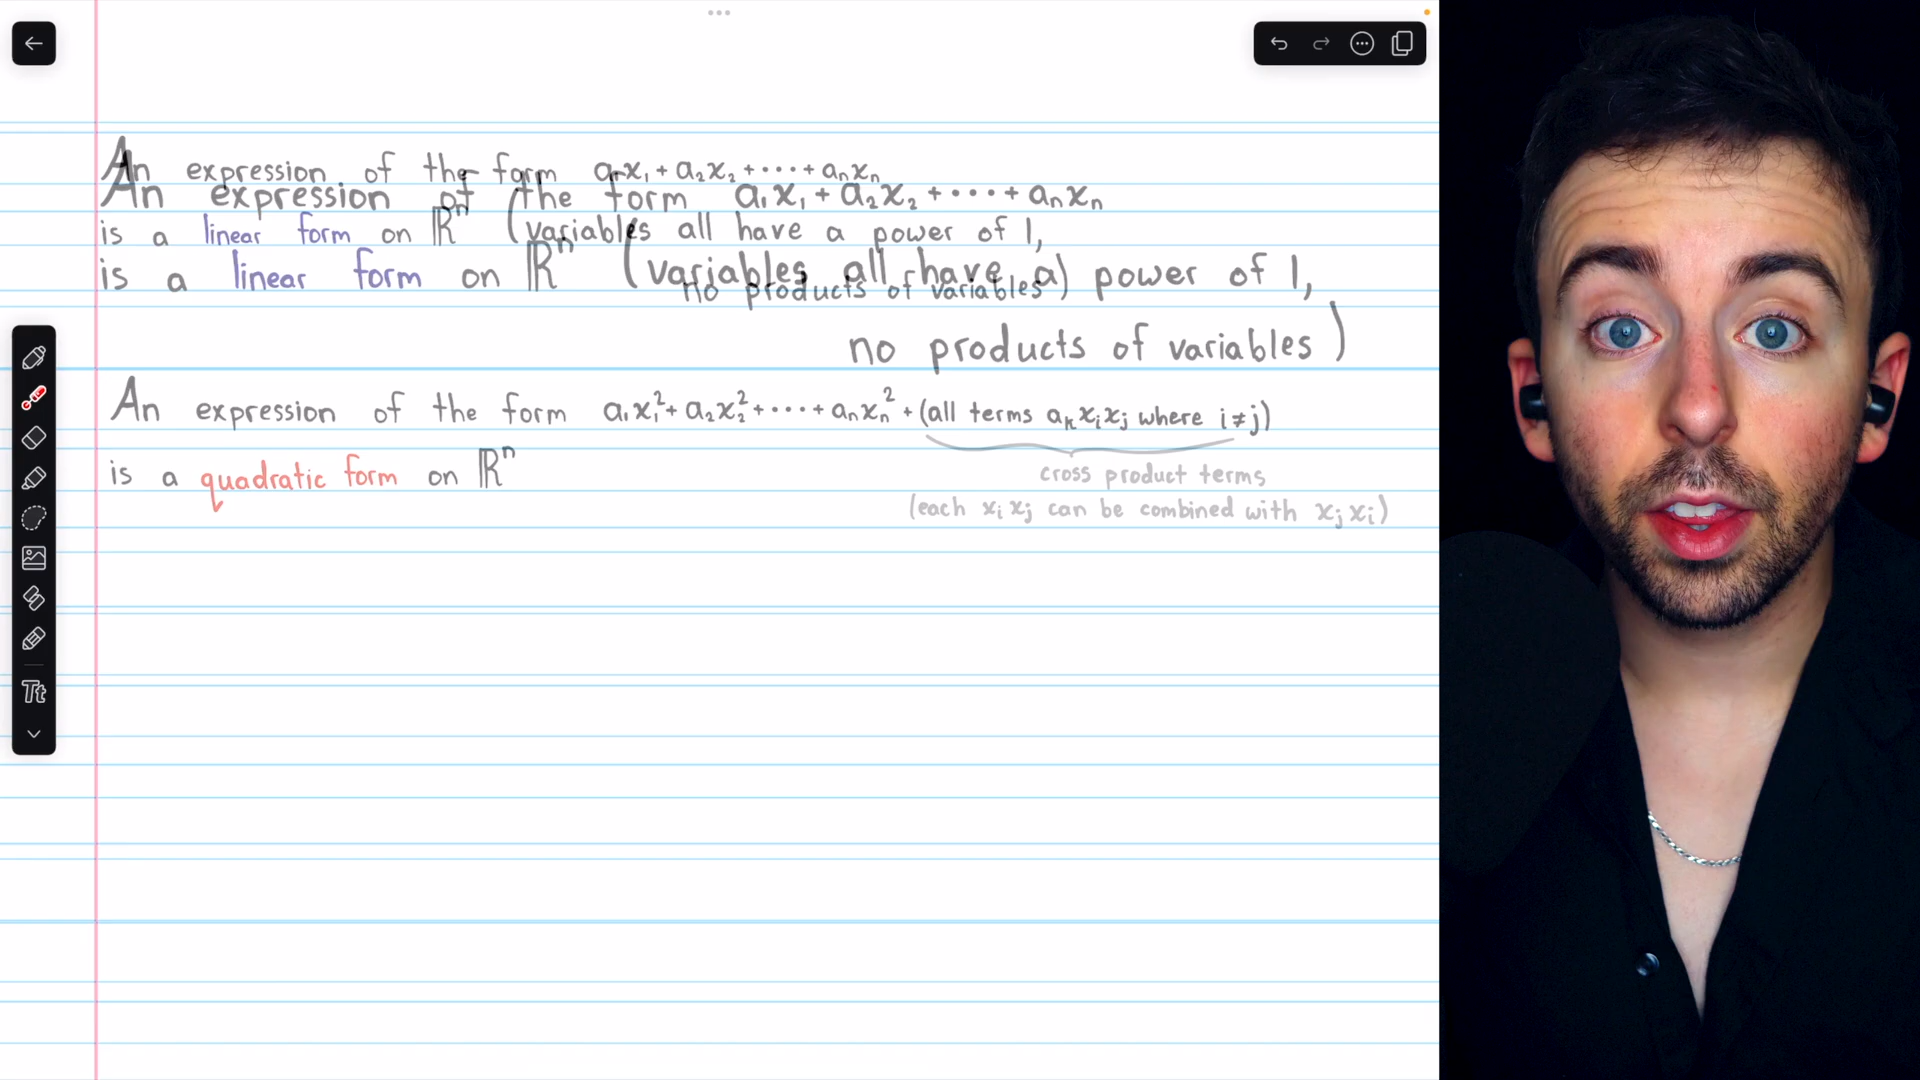 An expression of the form a₁x₁ + a₂x₂ + ···· + aₙxₙ
An expression of the form a₁x₁ + a₂x₂ + ···· + aₙxₙ
is a linear form on ℝⁿ (variables all have a power of 1,
is a linear form on ℝⁿ (variables all have a power of 1,
no products of variables)
no products of variables)
An expression of the form a₁x₁² + a₂x₂² + ···· + aₙxₙ² + (all terms aₖxᵢxⱼ where i≠j)
is a quadratic form on ℝⁿ
cross product terms
(each xᵢxⱼ can be combined with xⱼxᵢ)
Tt